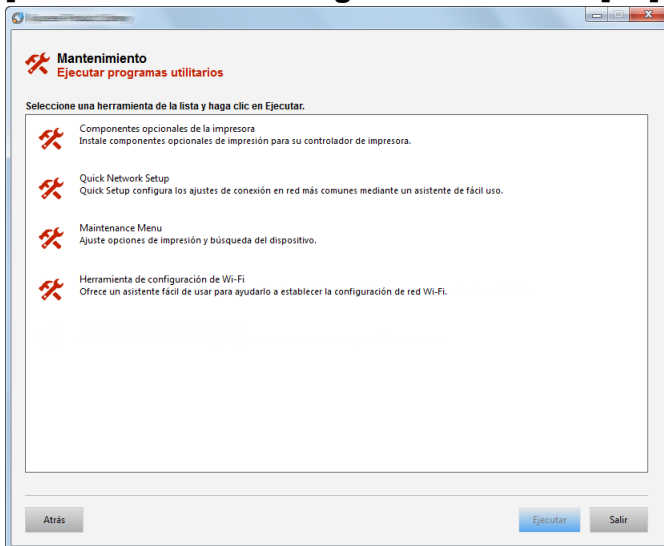 Mantenimiento
Ejecutar programas utilitarios
Seleccione una herramienta de la lista y haga clic en Ejecutar.
Componentes opcionales de la impresora
Instale componentes opcionales de impresión para su controlador de impresora.
Quick Network Setup
Quick Setup configura los ajustes de conexión en red más comunes mediante un asistente de fácil uso.
Maintenance Menu
Ajuste opciones de impresión y búsqueda del dispositivo.
Herramienta de configuración de Wi-Fi
Ofrece un asistente fácil de usar para ayudarlo a establecer la configuración de red Wi-Fi.
Atrás Ejecutar Salir